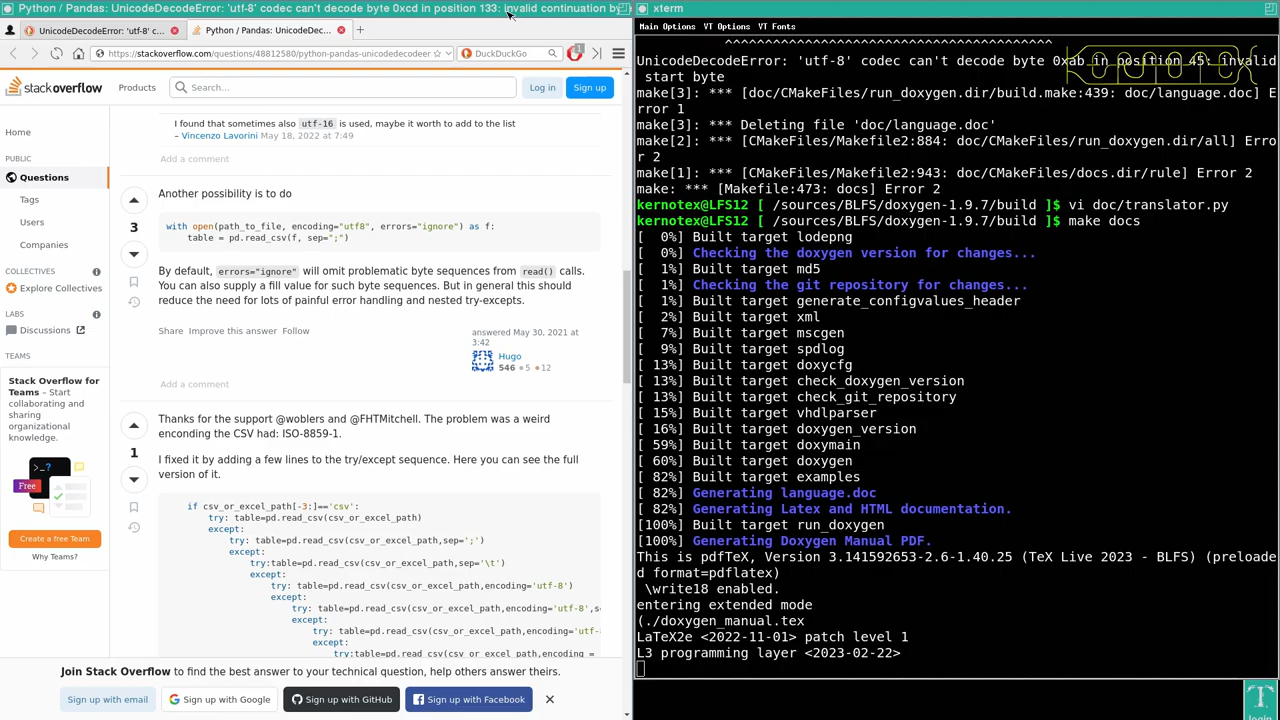 Python / Pandas: UnicodeDecodeError: 'utf-8' codec can't decode byte 0xcd in position 133: invalid continuation by
UnicodeDecodeError: 'utf-8' c
Python / Pandas: UnicodeDec
https://stackoverflow.com/questions/48812580/python-pandas-unicodedecodeer
DuckDuckGo
1
stack overflow
Products
Search...
Log in
Sign up
Home
PUBLIC
Questions
Tags
Users
Companies
COLLECTIVES
Explore Collectives
LABS
Discussions
TEAMS
Stack Overflow for
Teams – Start
collaborating and
sharing
organizational
knowledge.
>_?
Free
Create a free Team
Why Teams?
I found that sometimes also utf-16 is used, maybe it worth to add to the list
– Vincenzo Lavorini May 18, 2022 at 7:49
Add a comment
Another possibility is to do
3
with open(path_to_file, encoding="utf8", errors="ignore") as f:
table = pd.read_csv(f, sep=";")
By default, errors="ignore" will omit problematic byte sequences from read() calls.
You can also supply a fill value for such byte sequences. But in general this should
reduce the need for lots of painful error handling and nested try-excepts.
Share Improve this answer Follow
answered May 30, 2021 at
3:42
Hugo
546 5 12
Add a comment
Thanks for the support @woblers and @FHTMitchell. The problem was a weird
enconding the CSV had: ISO-8859-1.
1
I fixed it by adding a few lines to the try/except sequence. Here you can see the full
version of it.
if csv_or_excel_path[-3:]=='csv':
try: table=pd.read_csv(csv_or_excel_path)
except:
try: table=pd.read_csv(csv_or_excel_path,sep=';')
except:
try:table=pd.read_csv(csv_or_excel_path,sep='\t')
except:
try: table=pd.read_csv(csv_or_excel_path,encoding='utf-8')
except:
try: table=pd.read_csv(csv_or_excel_path,encoding='utf-8',s
except:
try: table=pd.read_csv(csv_or_excel_path,encoding='utf-
except:
try:table=pd.read_csv(csv_or_excel_path,encoding =
Join Stack Overflow to find the best answer to your technical question, help others answer theirs.
Sign up with email
Sign up with Google
Sign up with GitHub
Sign up with Facebook
xterm
Main Options VT Options VT Fonts
^^^^^^^^^^^^^^^^^^^^^^^^^^^^^^^^^^^^^^^^^
UnicodeDecodeError: 'utf-8' codec can't decode byte 0xab in position 45: invalid
start byte
make[3]: *** [doc/CMakeFiles/run_doxygen.dir/build.make:439: doc/language.doc] E
rror 1
make[3]: *** Deleting file 'doc/language.doc'
make[2]: *** [CMakeFiles/Makefile2:884: doc/CMakeFiles/run_doxygen.dir/all] Erro
r 2
make[1]: *** [CMakeFiles/Makefile2:943: doc/CMakeFiles/docs.dir/rule] Error 2
make: *** [Makefile:473: docs] Error 2
kernotex@LFS12 [ /sources/BLFS/doxygen-1.9.7/build ]$ vi doc/translator.py
kernotex@LFS12 [ /sources/BLFS/doxygen-1.9.7/build ]$ make docs
[  0%] Built target lodepng
[  0%] Checking the doxygen version for changes...
[  1%] Built target md5
[  1%] Checking the git repository for changes...
[  1%] Built target generate_configvalues_header
[  2%] Built target xml
[  7%] Built target mscgen
[  9%] Built target spdlog
[ 13%] Built target doxycfg
[ 13%] Built target check_doxygen_version
[ 13%] Built target check_git_repository
[ 15%] Built target vhdlparser
[ 16%] Built target doxygen_version
[ 59%] Built target doxymain
[ 60%] Built target doxygen
[ 82%] Built target examples
[ 82%] Generating language.doc
[ 82%] Generating Latex and HTML documentation.
[100%] Built target run_doxygen
[100%] Generating Doxygen Manual PDF.
This is pdfTeX, Version 3.141592653-2.6-1.40.25 (TeX Live 2023 - BLFS) (preloade
d format=pdflatex)
\write18 enabled.
entering extended mode
(./doxygen_manual.tex
LaTeX2e <2022-11-01> patch level 1
L3 programming layer <2023-02-22>
login